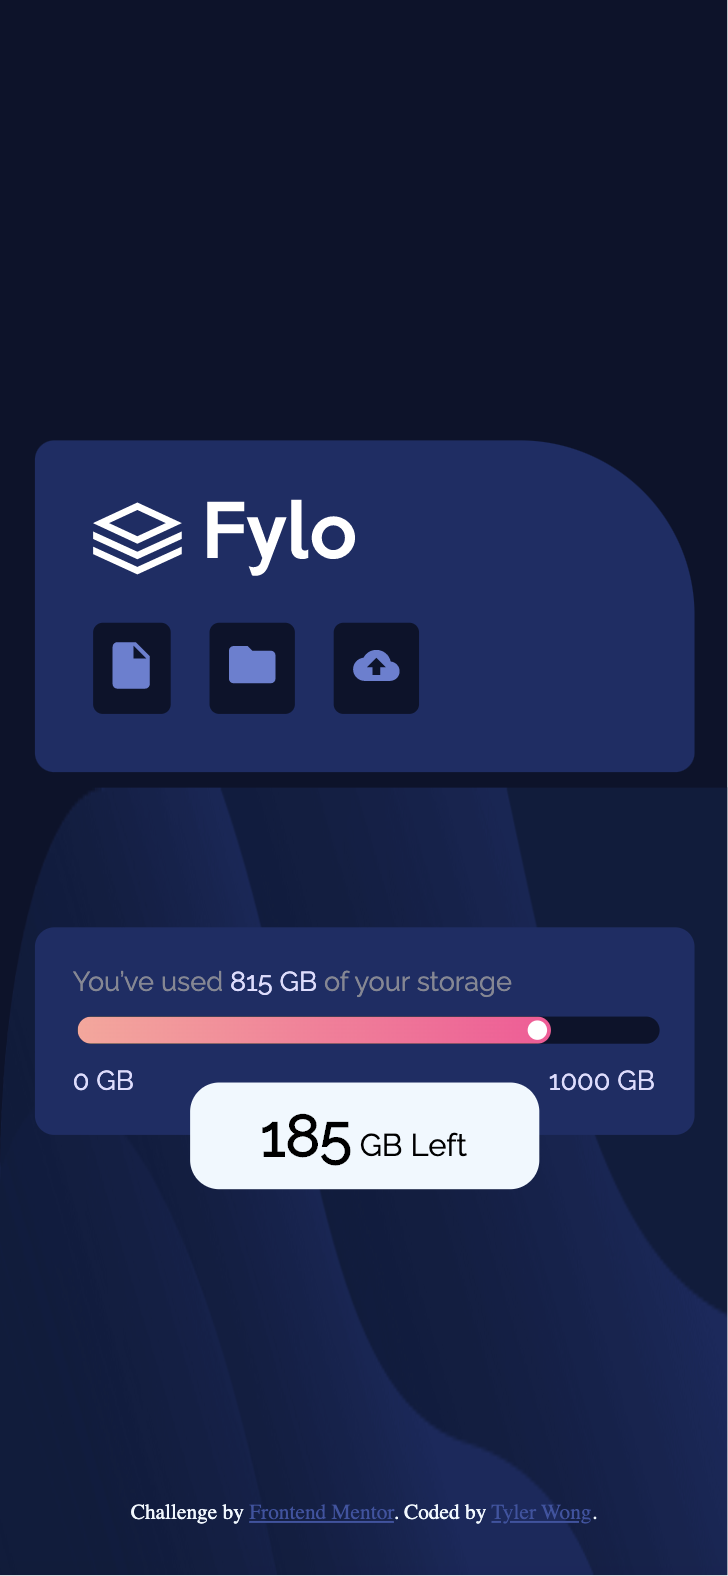 Fylo
You've used 815 GB of your storage
0 GB 1000 GB
185 GB Left
Challenge by Frontend Mentor. Coded by Tyler Wong.